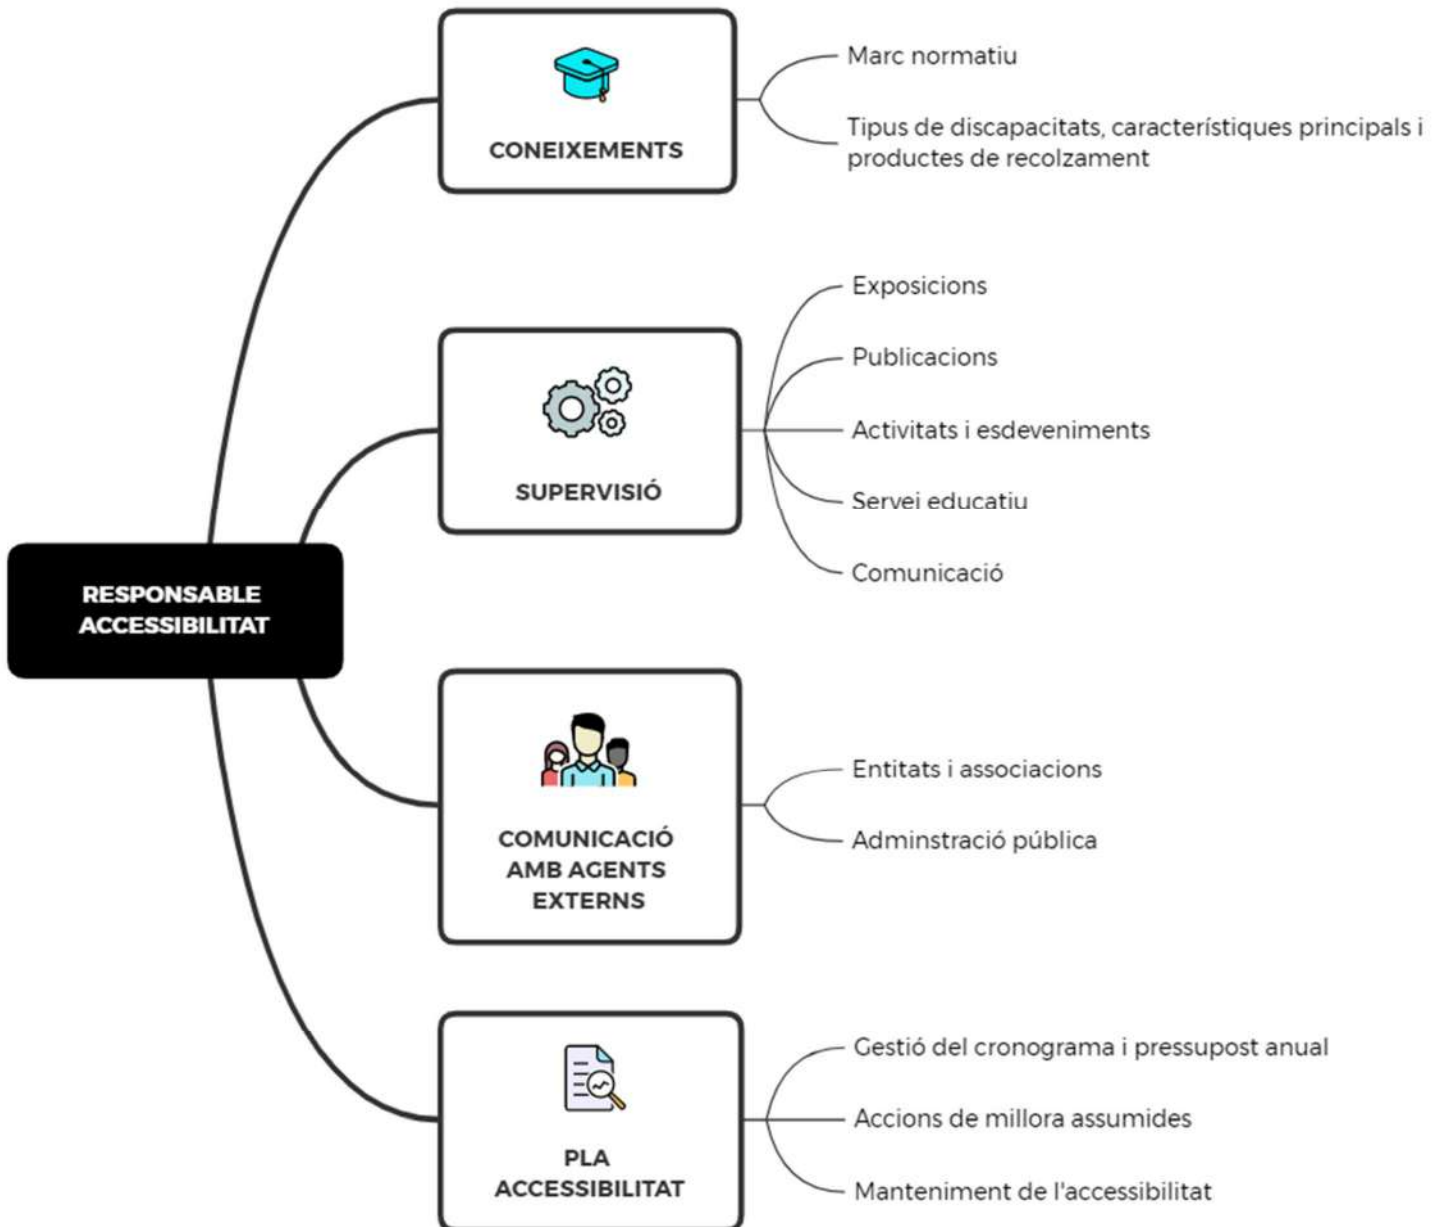 CONEIXEMENTS
Marc normatiu
Tipus de discapacitats, característiques principals i
productes de recolzament
SUPERVISIÓ
Exposicions
Publicacions
Activitats i esdeveniments
Servei educatiu
Comunicació
RESPONSABLE
ACCESSIBILITAT
COMUNICACIÓ
AMB AGENTS
EXTERNS
Entitats i associacions
Adminstració pública
PLA
ACCESSIBILITAT
Gestió del cronograma i pressupost anual
Accions de millora assumides
Manteniment de l'accessibilitat